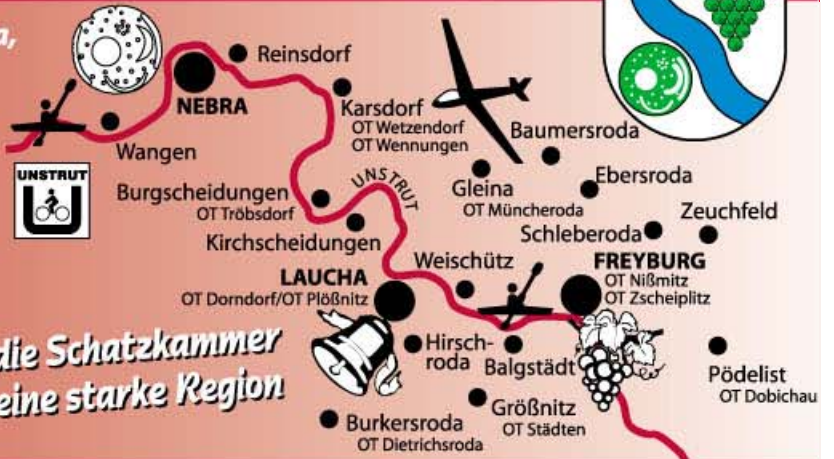 a,
Reinsdorf
NEBRA
Karsdorf
OT Wetzendorf
OT Wennungen
Baumersroda
Wangen
UNSTRUT
Burgscheidungen
OT Tröbsdorf
UNSTRUT
Gleina
OT Müncheroda
Ebersroda
Zeuchfeld
Kirchscheidungen
Schleberoda
Weischütz
FREYBURG
OT Nißmitz
OT Zscheiplitz
LAUCHA
OT Dorndorf/OT Plößnitz
die Schatzkammer
eine starke Region
Hirsch-
roda
Balgstädt
Pödelist
OT Dobichau
Größnitz
OT Städten
Burkersroda
OT Dietrichsroda